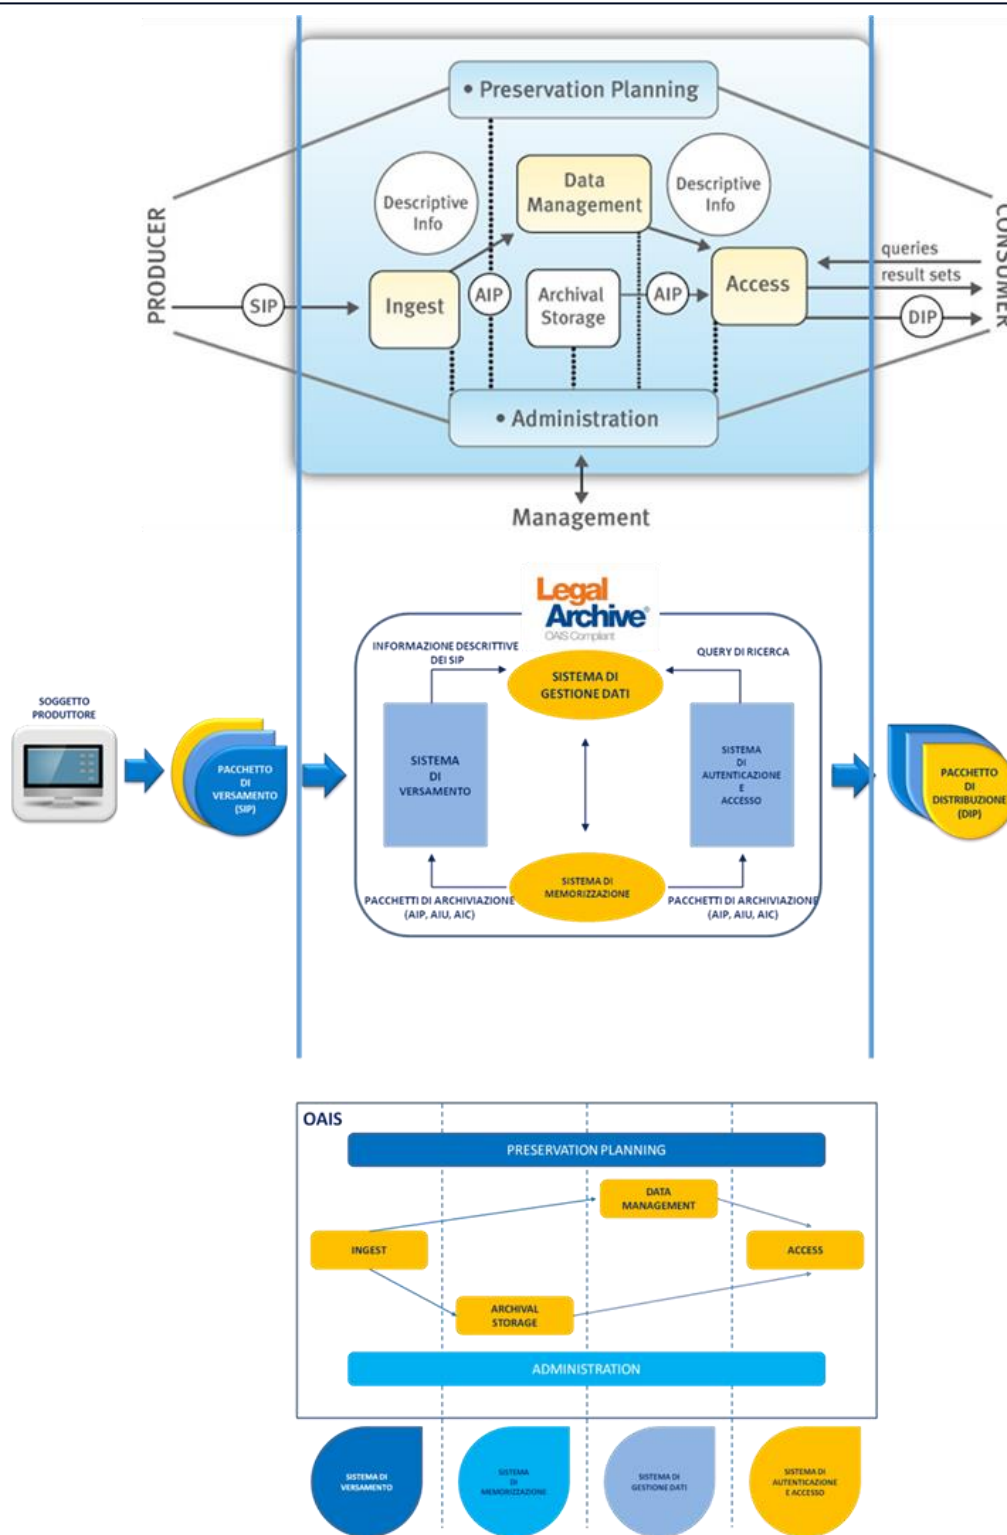 • Preservation Planning
Descriptive
Info
Data
Management
Descriptive
Info
PRODUCER
CONSUMER
queries
result sets
SIP
Ingest
AIP
Archival
Storage
AIP
Access
DIP
• Administration
Management
Legal
Archive®
OAIS Compliant
INFORMAZIONE DESCRITTIVE
DEI SIP
QUERY DI RICERCA
SISTEMA DI
GESTIONE DATI
SOGGETTO
PRODUTTORE
PACCHETTO
DI
VERSAMENTO
(SIP)
SISTEMA
DI
VERSAMENTO
SISTEMA
DI
AUTENTICAZIONE
E
ACCESSO
PACCHETTO
DI
DISTRIBUZIONE
(DIP)
SISTEMA DI
MEMORIZZAZIONE
PACCHETTI DI ARCHIVIAZIONE
(AIP, AIU, AIC)
PACCHETTI DI ARCHIVIAZIONE
(AIP, AIU, AIC)
OAIS
PRESERVATION PLANNING
DATA
MANAGEMENT
INGEST
ACCESS
ARCHIVAL
STORAGE
ADMINISTRATION
SISTEMA DI
VERSAMENTO
SISTEMA
DI
MEMORIZZAZIONE
SISTEMA DI
GESTIONE DATI
SISTEMA DI
AUTENTICAZIONE
E ACCESSO